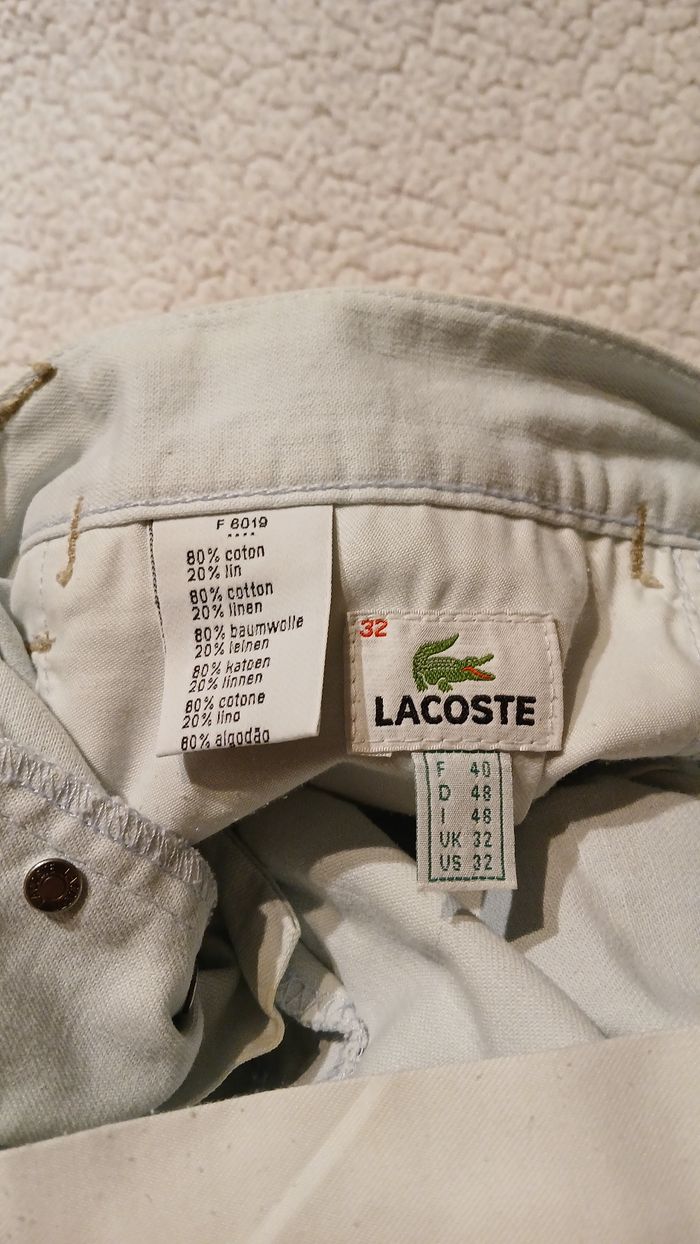 F 6019
80% coton
20% lin
80% cotton
20% linen
80% baumwolle
20% leinen
80% katoen
20% linnen
80% cotone
20% lino
80% algodão
32
LACOSTE
F 40
D 48
I 48
UK 32
US 32